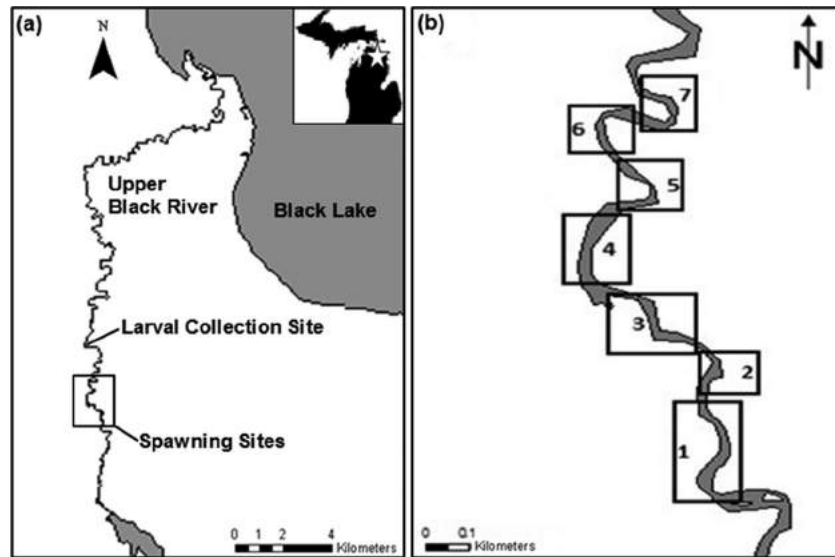 (a)
N
Upper
Black River
Black Lake
Larval Collection Site
Spawning Sites
0 1 2 4
Kilometers
(b)
N
7
6
5
4
3
2
1
0 0.1
Kilometers